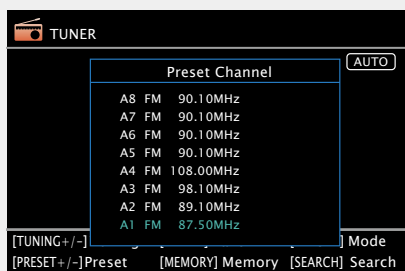 TUNER
AUTO
Preset Channel
A8 FM 90.10MHz
A7 FM 90.10MHz
A6 FM 90.10MHz
A5 FM 90.10MHz
A4 FM 108.00MHz
A3 FM 98.10MHz
A2 FM 89.10MHz
A1 FM 87.50MHz
[TUNING+/-] Mode
[PRESET+/-]Preset [MEMORY] Memory [SEARCH] Search